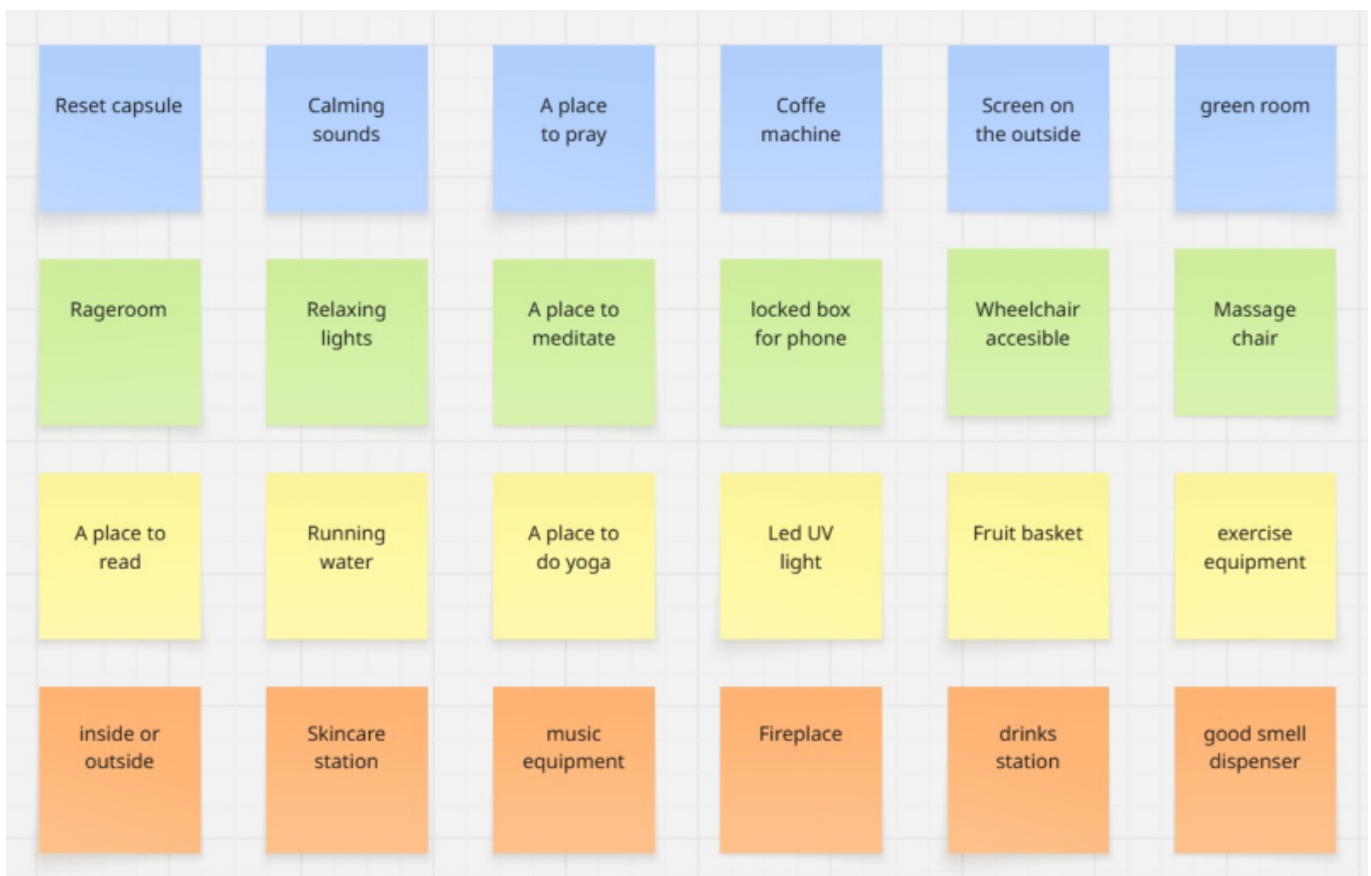 Reset capsule
Calming
sounds
A place
to pray
Coffe
machine
Screen on
the outside
green room
Rageroom
Relaxing
lights
A place to
meditate
locked box
for phone
Wheelchair
accesible
Massage
chair
A place to
read
Running
water
A place to
do yoga
Led UV
light
Fruit basket
exercise
equipment
inside or
outside
Skincare
station
music
equipment
Fireplace
drinks
station
good smell
dispenser